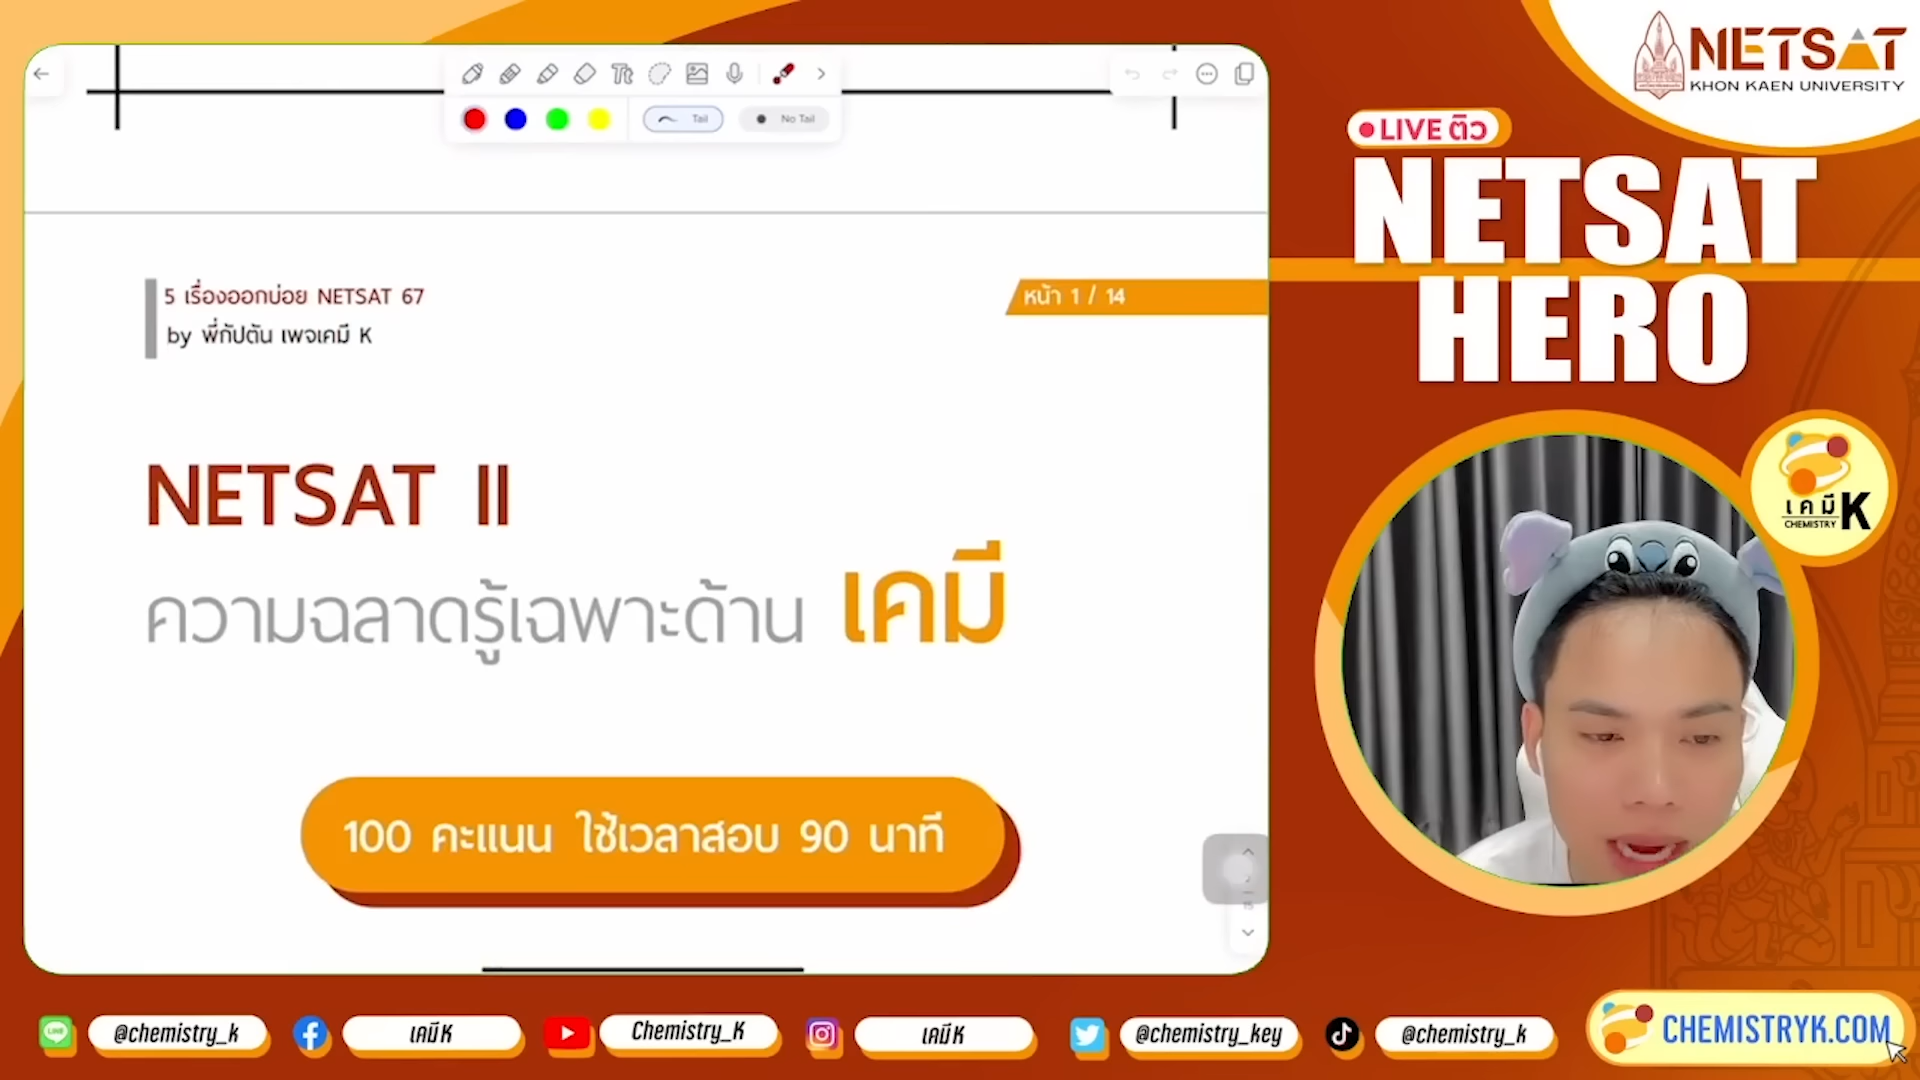 Tail
No Tail
5 เรื่องออกบ่อย NETSAT 67
by พี่กัปตัน เพจเคมี K
หน้า 1 / 14
NETSAT II
ความฉลาดรู้เฉพาะด้าน เคมี
100 คะแนน ใช้เวลาสอบ 90 นาที
NETSAT
KHON KAEN UNIVERSITY
LIVE ติว
NETSAT
HERO
เคมี K
CHEMISTRY
@chemistry_k
เคมี K
Chemistry_K
เคมี K
@chemistry_key
@chemistry_k
CHEMISTRYK.COM